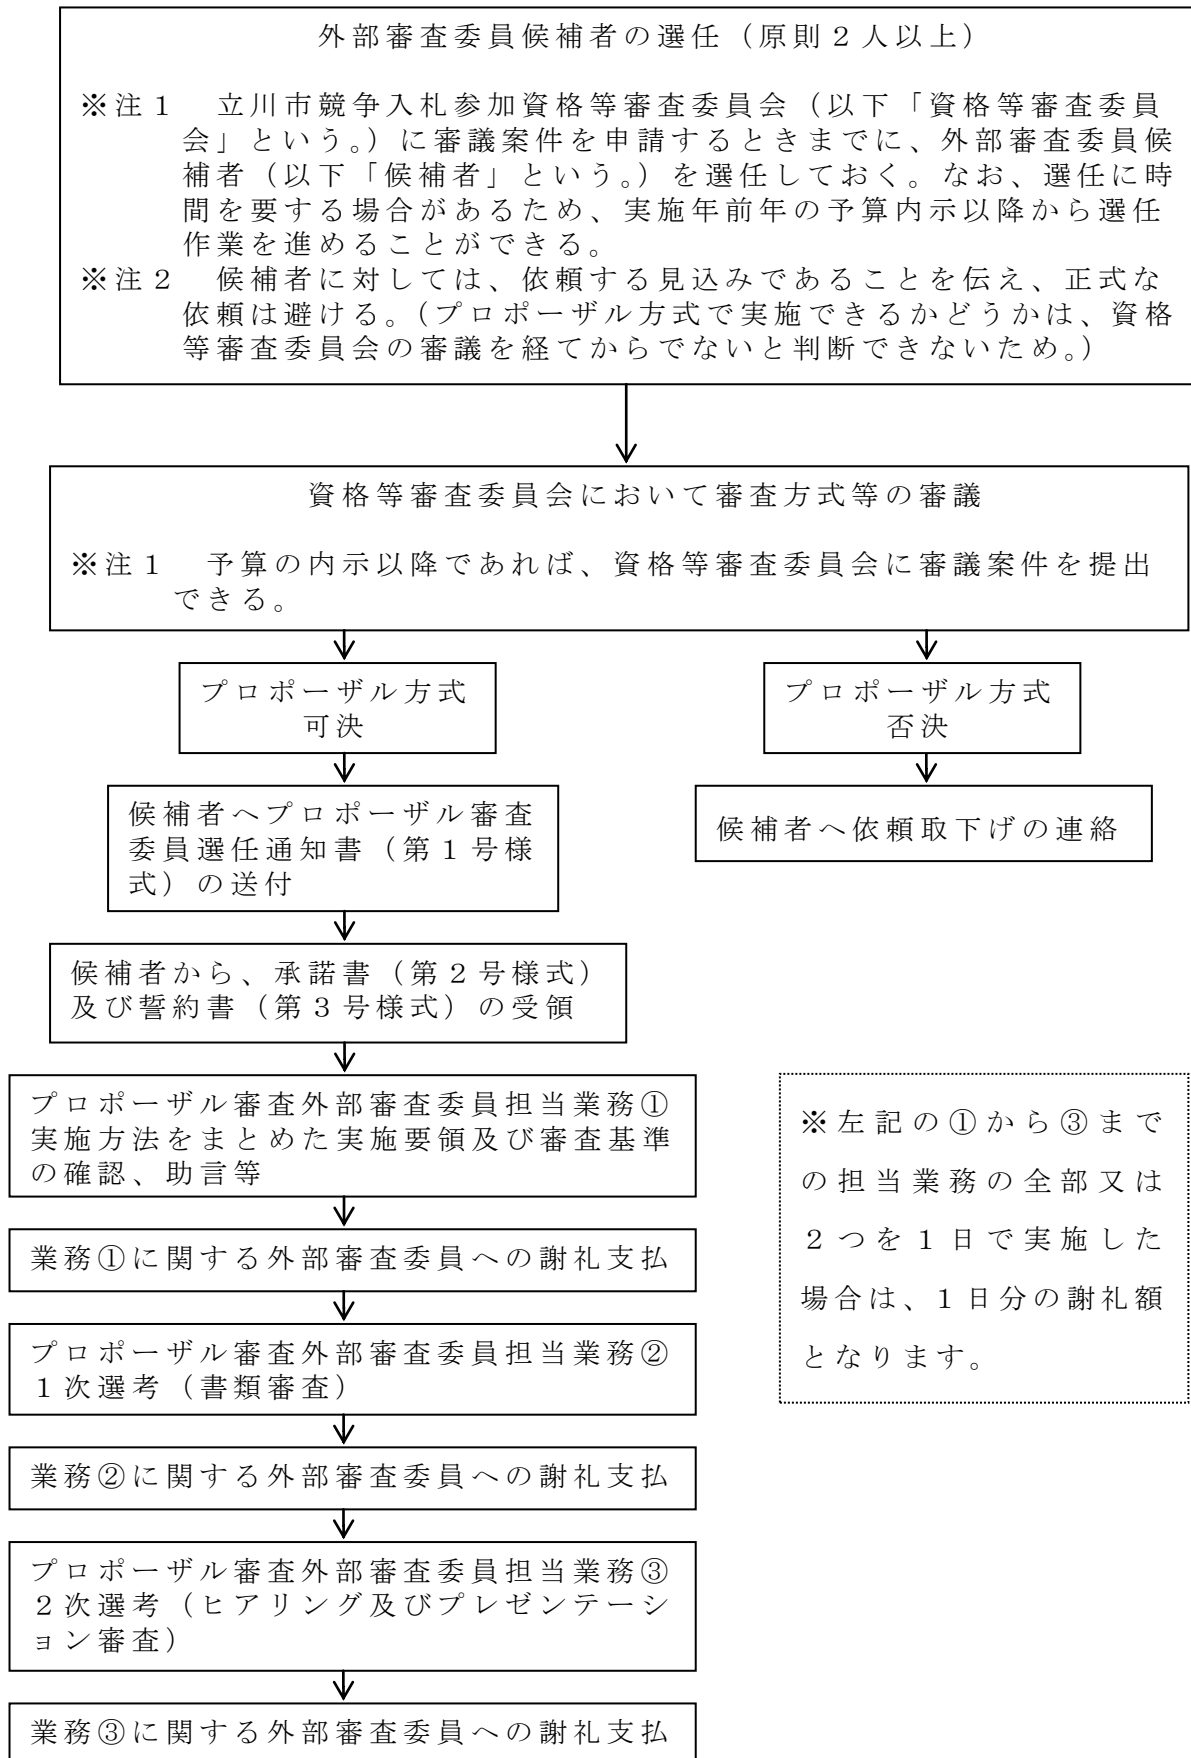 外部審査委員候補者の選任（原則２人以上）
※注１　立川市競争入札参加資格等審査委員会（以下「資格等審査委員
会」という。）に審議案件を申請するときまでに、外部審査委員候
補者（以下「候補者」という。）を選任しておく。なお、選任に時
間を要する場合があるため、実施年前年の予算内示以降から選任
作業を進めることができる。
※注２　候補者に対しては、依頼する見込みであることを伝え、正式な
依頼は避ける。（プロポーザル方式で実施できるかどうかは、資格
等審査委員会の審議を経てからでないと判断できないため。）
資格等審査委員会において審査方式等の審議
※注１　予算の内示以降であれば、資格等審査委員会に審議案件を提出
できる。
プロポーザル方式
可決
プロポーザル方式
否決
候補者へプロポーザル審査
委員選任通知書（第１号様
式）の送付
候補者へ依頼取下げの連絡
候補者から、承諾書（第２号様式）
及び誓約書（第３号様式）の受領
プロポーザル審査外部審査委員担当業務①
実施方法をまとめた実施要領及び審査基準
の確認、助言等
業務①に関する外部審査委員への謝礼支払
プロポーザル審査外部審査委員担当業務②
１次選考（書類審査）
業務②に関する外部審査委員への謝礼支払
プロポーザル審査外部審査委員担当業務③
２次選考（ヒアリング及びプレゼンテーシ
ョン審査）
業務③に関する外部審査委員への謝礼支払
※左記の①から③まで
の担当業務の全部又は
２つを１日で実施した
場合は、１日分の謝礼額
となります。